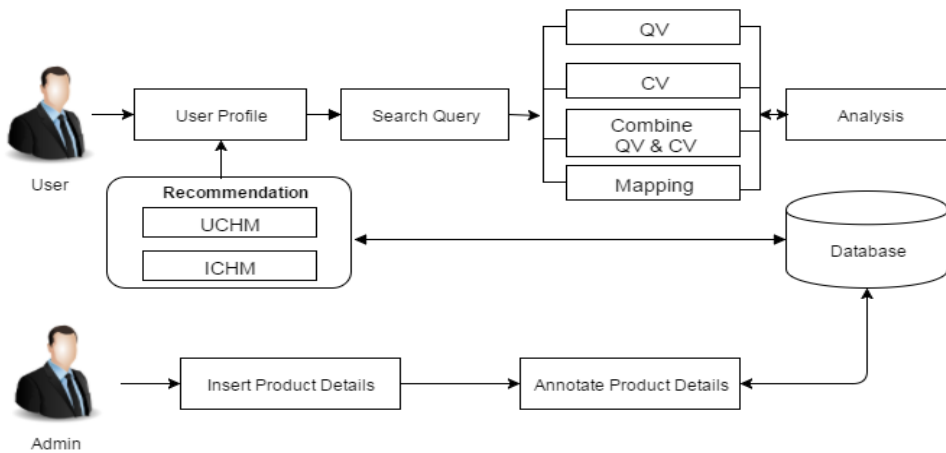 QV
CV
Combine
QV & CV
Mapping
User Profile
Search Query
Analysis
User
Recommendation
UCHM
ICHM
Database
Insert Product Details
Annotate Product Details
Admin